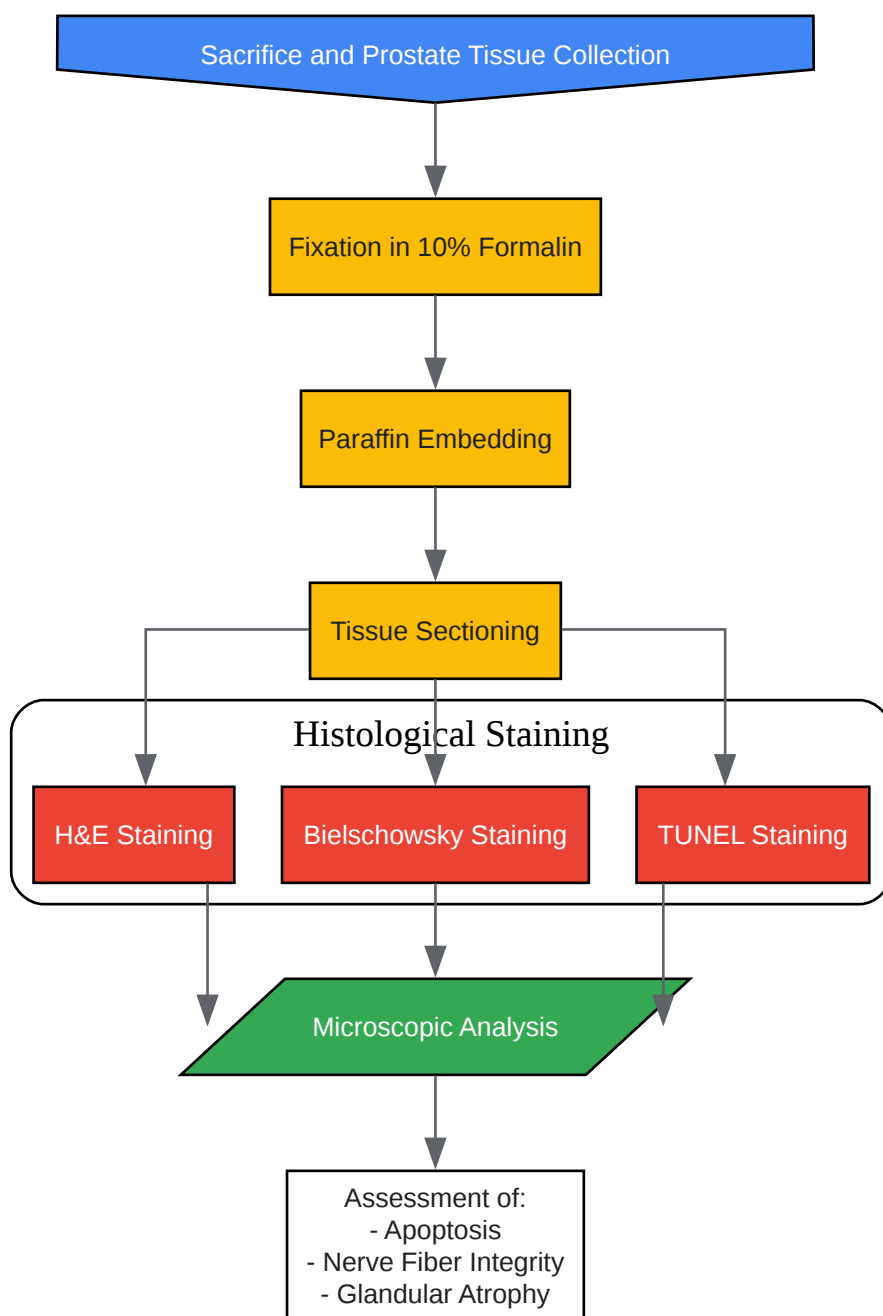 Sacrifice and Prostate Tissue Collection
Fixation in 10% Formalin
Paraffin Embedding
Tissue Sectioning
Histological Staining
H&E Staining
Bielschowsky Staining
TUNEL Staining
Microscopic Analysis
Assessment of:
- Apoptosis
- Nerve Fiber Integrity
- Glandular Atrophy